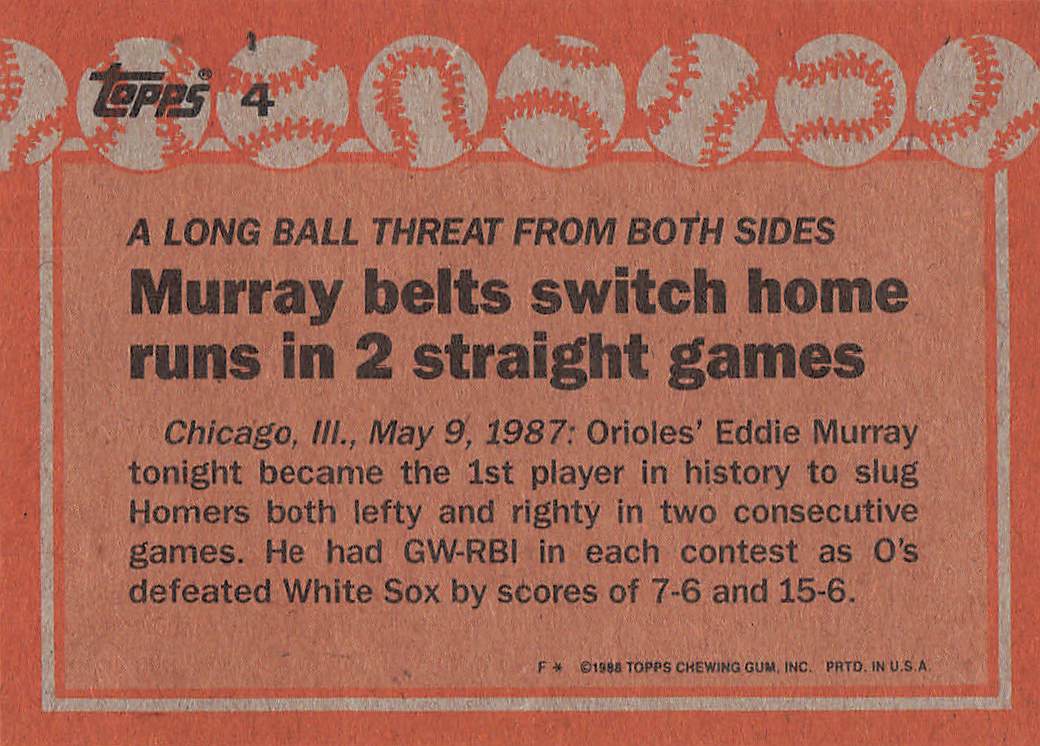 Topps® 4
A LONG BALL THREAT FROM BOTH SIDES
Murray belts switch home
runs in 2 straight games
Chicago, Ill., May 9, 1987: Orioles' Eddie Murray
tonight became the 1st player in history to slug
Homers both lefty and righty in two consecutive
games. He had GW-RBI in each contest as O's
defeated White Sox by scores of 7-6 and 15-6.
F * ©1988 TOPPS CHEWING GUM, INC. PRTD. IN U.S.A.